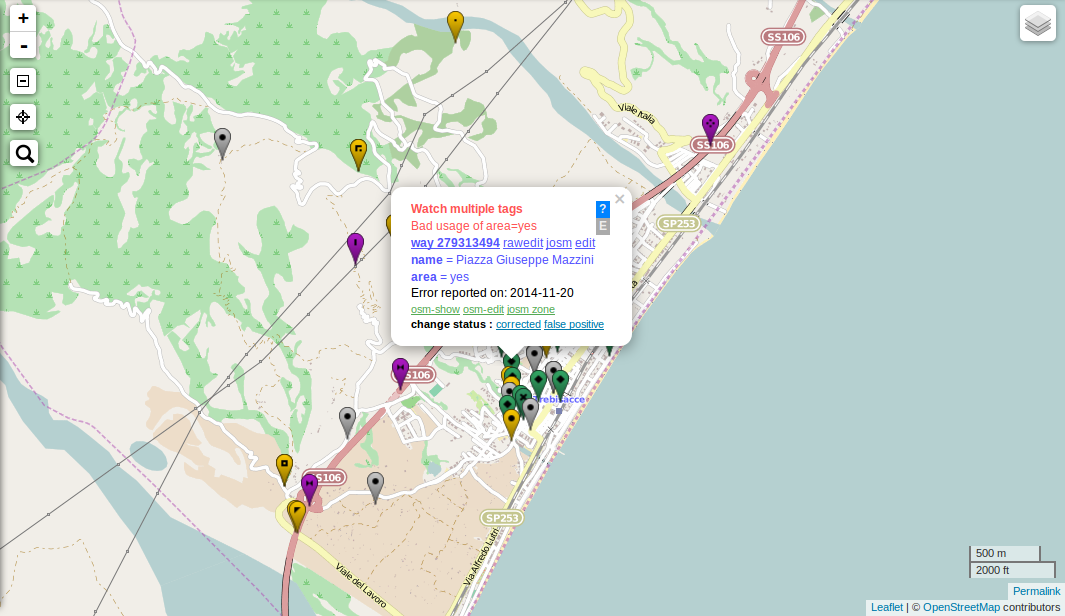 +
-
SS106
Viale Italia
SS106
SP253
×
Watch multiple tags
?
Bad usage of area=yes
E
way 279313494 rawedit josm edit
name = Piazza Giuseppe Mazzini
area = yes
Error reported on: 2014-11-20
osm-show osm-edit josm zone
change status : corrected false positive
SS106
Trebisacce
SS106
SP253
Via Alfredo Lutri
Viale del Lavoro
500 m
2000 ft
Permalink
Leaflet | © OpenStreetMap contributors